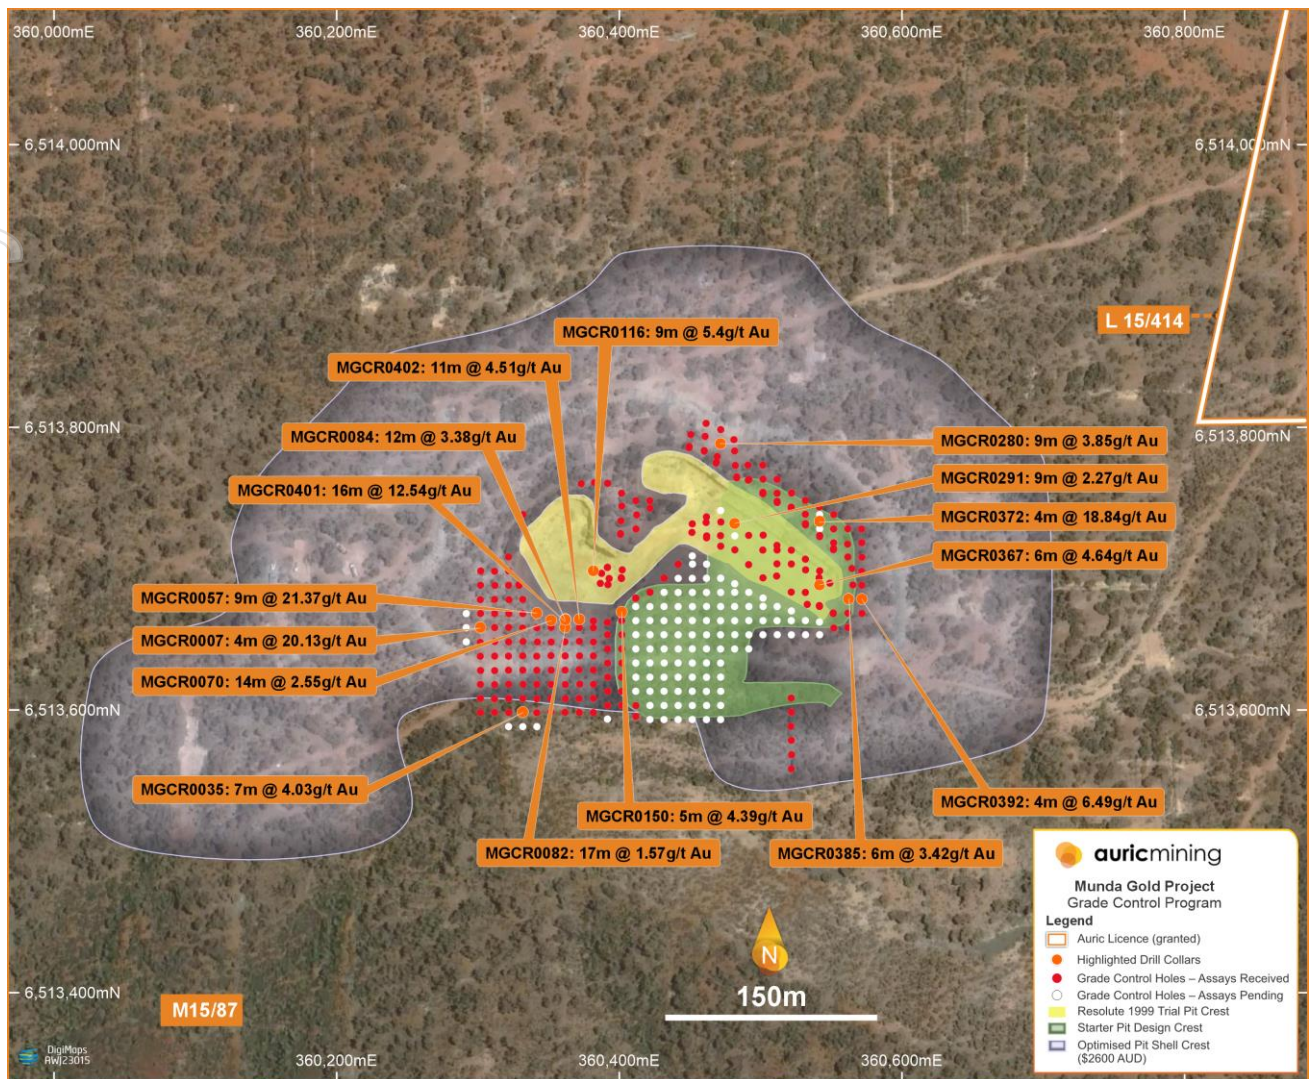 360,000mE
360,200mE
360,400mE
360,600mE
360,800mE
6,514,000mN
6,514,000mN
L 15/414
MGCR0116: 9m @ 5.4g/t Au
MGCR0402: 11m @ 4.51g/t Au
MGCR0084: 12m @ 3.38g/t Au
MGCR0401: 16m @ 12.54g/t Au
6,513,800mN
6,513,800mN
MGCR0280: 9m @ 3.85g/t Au
MGCR0291: 9m @ 2.27g/t Au
MGCR0372: 4m @ 18.84g/t Au
MGCR0367: 6m @ 4.64g/t Au
MGCR0057: 9m @ 21.37g/t Au
MGCR0007: 4m @ 20.13g/t Au
MGCR0070: 14m @ 2.55g/t Au
6,513,600mN
6,513,600mN
MGCR0035: 7m @ 4.03g/t Au
MGCR0150: 5m @ 4.39g/t Au
MGCR0392: 4m @ 6.49g/t Au
MGCR0082: 17m @ 1.57g/t Au
MGCR0385: 6m @ 3.42g/t Au
N
150m
6,513,400mN
M15/87
DigiMaps
RWJ23015
360,200mE
360,400mE
360,600mE
auricmining
Munda Gold Project
Grade Control Program
Legend
Auric Licence (granted)
Highlighted Drill Collars
Grade Control Holes – Assays Received
Grade Control Holes – Assays Pending
Resolute 1999 Trial Pit Crest
Starter Pit Design Crest
Optimised Pit Shell Crest
($2600 AUD)